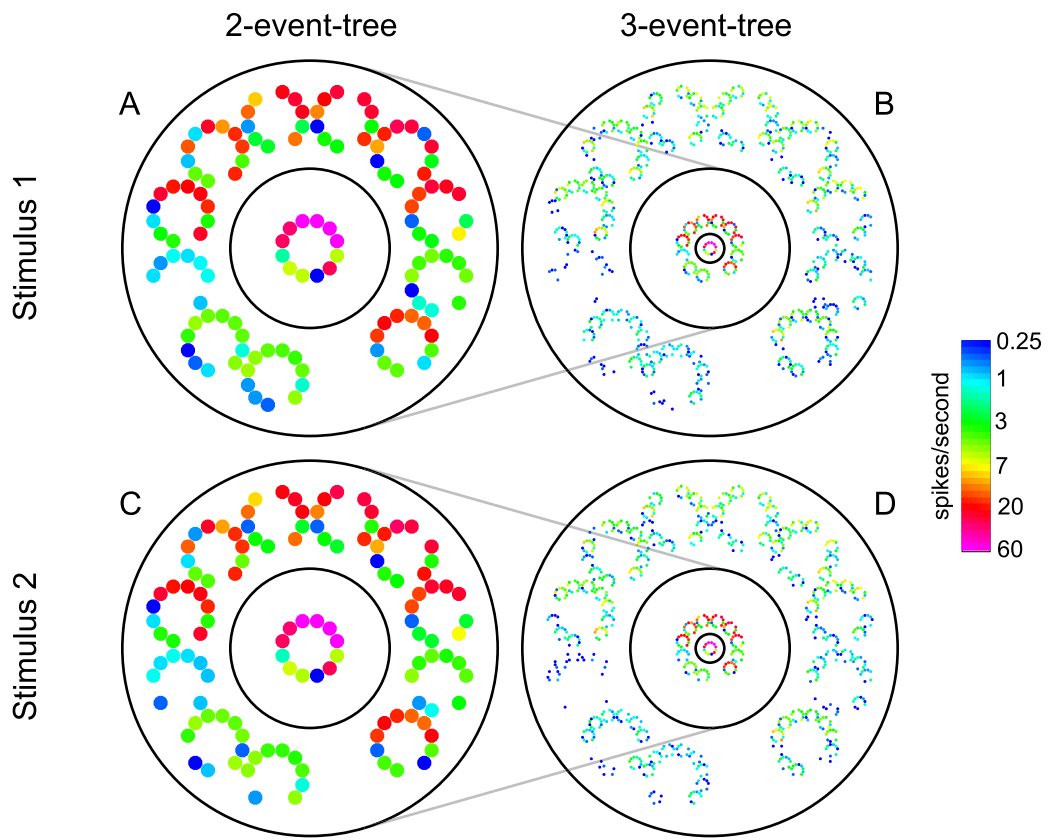 2-event-tree 3-event-tree
A B
Stimulus 1
0.25
1
3
7
20
60
spikes/second
C D
Stimulus 2